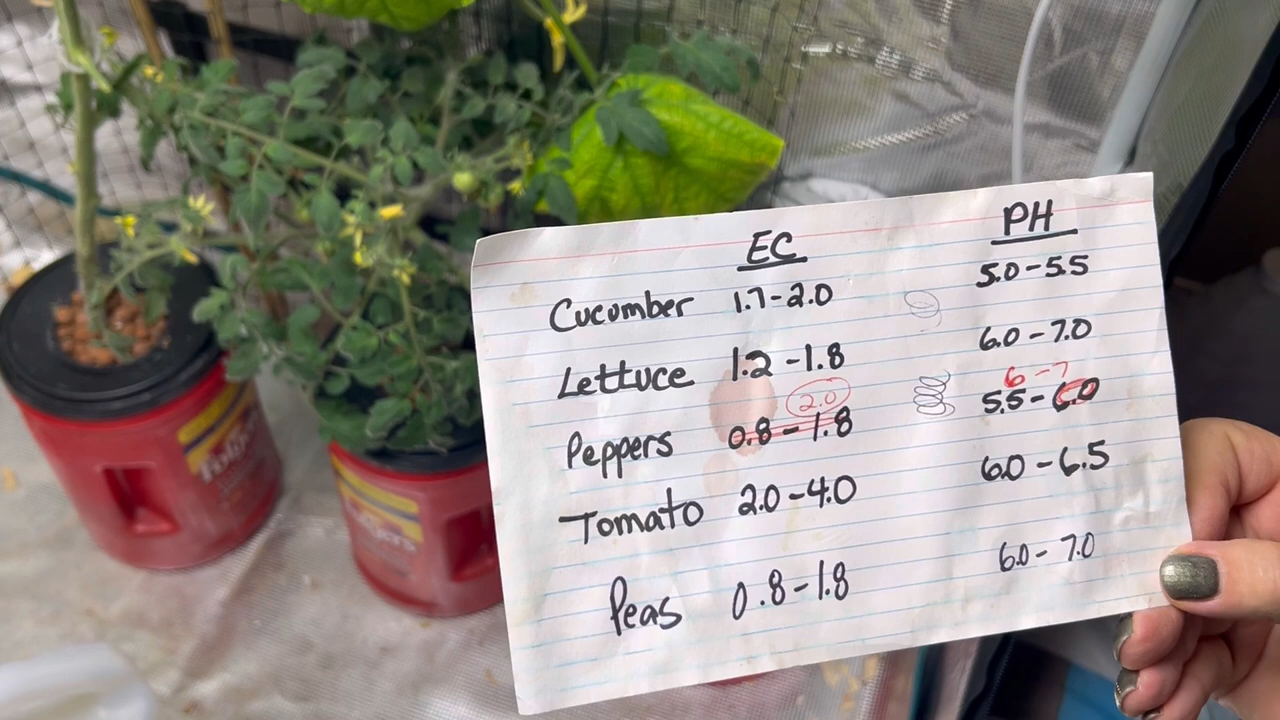 EC PH
Cucumber 1.7-2.0 5.0-5.5
Lettuce 1.2-1.8 6.0-7.0
2.0 6-7
Peppers 0.8-1.8 5.5-6.0
Tomato 2.0-4.0 6.0-6.5
Peas 0.8-1.8 6.0-7.0
Folgers